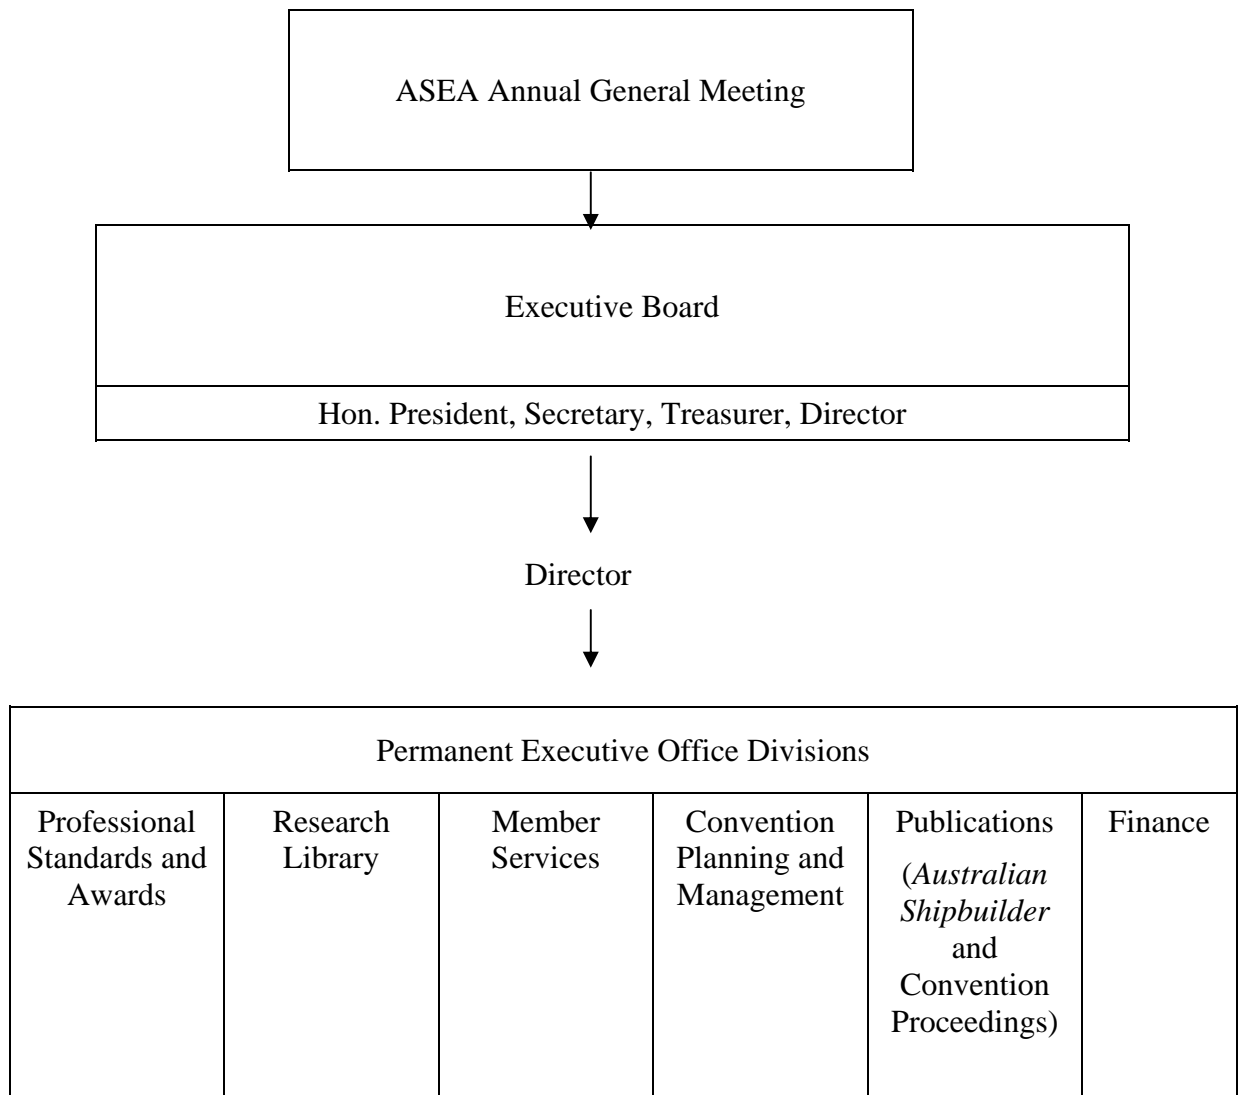 ASEA Annual General Meeting
Executive Board
Hon. President, Secretary, Treasurer, Director
Director
Permanent Executive Office Divisions
Professional
Standards and
Awards
Research
Library
Member
Services
Convention
Planning and
Management
Publications
(Australian
Shipbuilder
and
Convention
Proceedings)
Finance